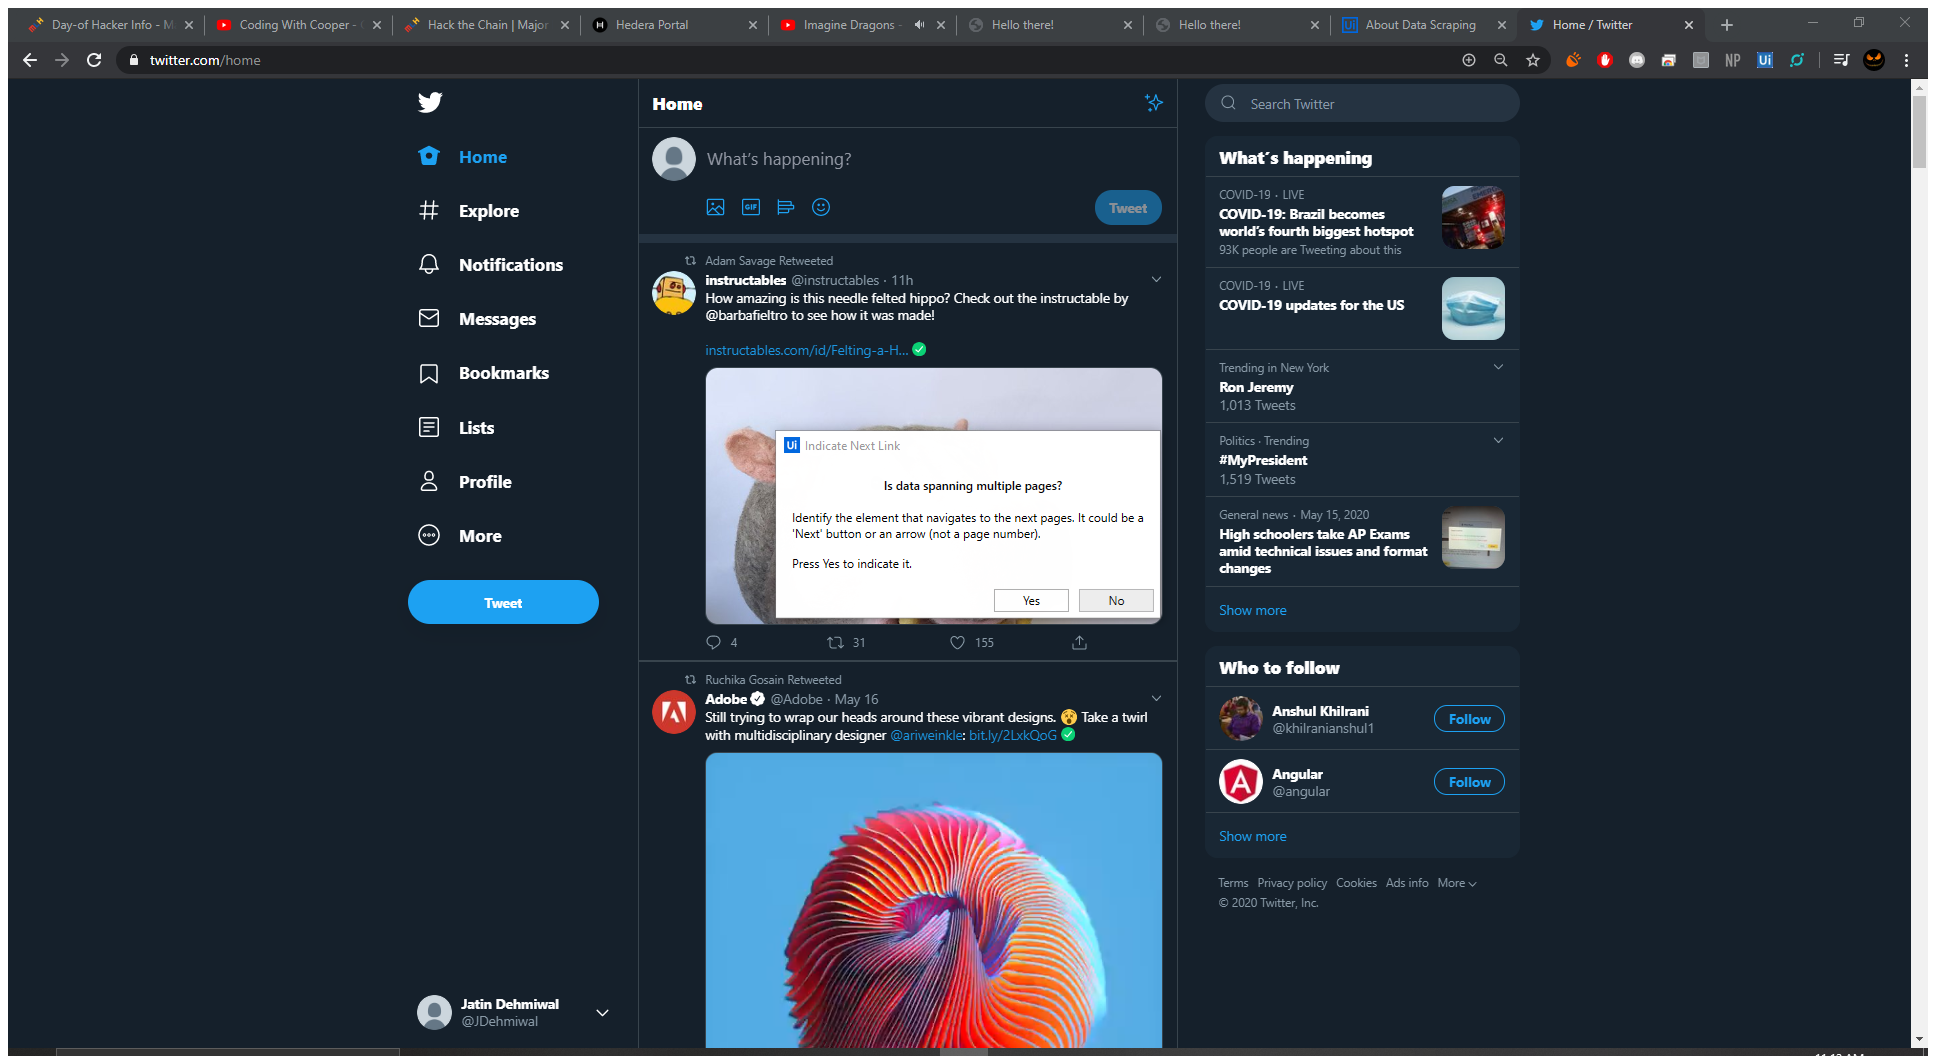 Day-of Hacker Info - M
Coding With Cooper -
Hack the Chain | Major
Hedera Portal
Imagine Dragons -
Hello there!
Hello there!
About Data Scraping
Home / Twitter
twitter.com/home
NP
Ui
Home
Explore
Notifications
Messages
Bookmarks
Lists
Profile
More
Tweet
Jatin Dehmiwal
@JDehmiwal
Home
What's happening?
GIF
Tweet
Adam Savage Retweeted
instructables @instructables · 11h
How amazing is this needle felted hippo? Check out the instructable by
@barbafieltro to see how it was made!
instructables.com/id/Felting-a-H...
Ui Indicate Next Link
Is data spanning multiple pages?
Identify the element that navigates to the next pages. It could be a
'Next' button or an arrow (not a page number).
Press Yes to indicate it.
Yes
No
4
31
155
Ruchika Gosain Retweeted
Adobe @Adobe · May 16
Still trying to wrap our heads around these vibrant designs. Take a twirl
with multidisciplinary designer @ariweinkle: bit.ly/2LxkQoG
Search Twitter
What's happening
COVID-19 · LIVE
COVID-19: Brazil becomes
world's fourth biggest hotspot
93K people are Tweeting about this
COVID-19 · LIVE
COVID-19 updates for the US
Trending in New York
Ron Jeremy
1,013 Tweets
Politics · Trending
#MyPresident
1,519 Tweets
General news · May 15, 2020
High schoolers take AP Exams
amid technical issues and format
changes
Show more
Who to follow
Anshul Khilrani
@khilranianshul1
Follow
Angular
@angular
Follow
Show more
Terms Privacy policy Cookies Ads info More
© 2020 Twitter, Inc.